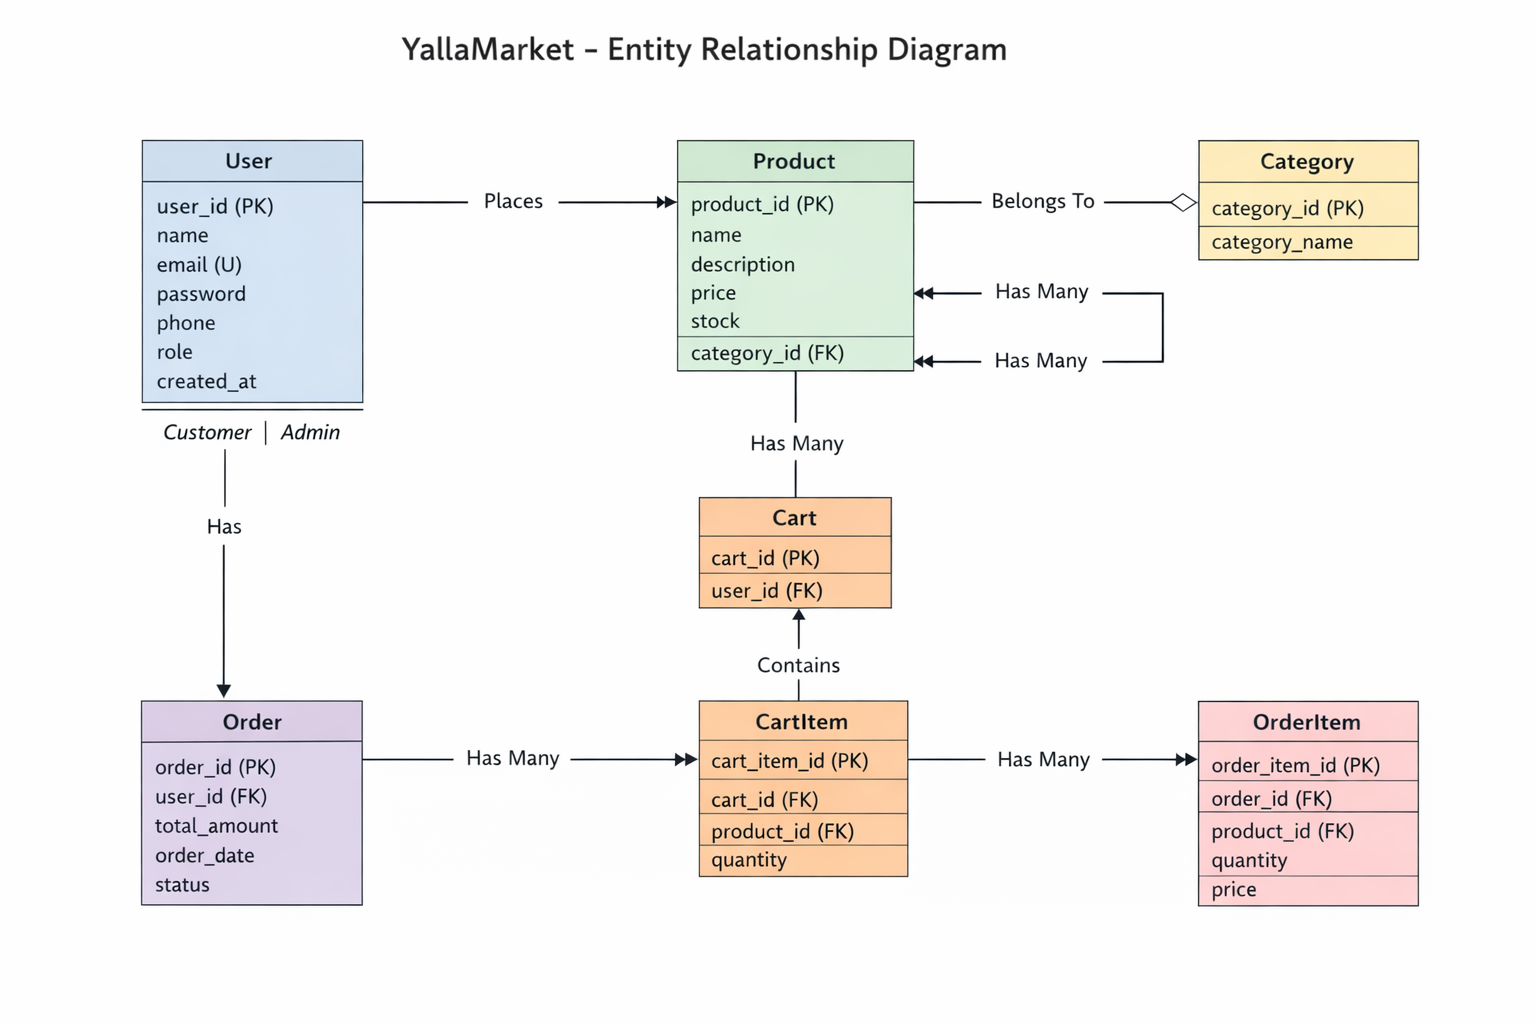 YallaMarket – Entity Relationship Diagram
User
user_id (PK)
name
email (U)
password
phone
role
created_at
Customer | Admin
Places
Product
product_id (PK)
name
description
price
stock
category_id (FK)
Belongs To
Category
category_id (PK)
category_name
Has Many
Has Many
Has Many
Has
Cart
cart_id (PK)
user_id (FK)
Contains
Order
order_id (PK)
user_id (FK)
total_amount
order_date
status
Has Many
CartItem
cart_item_id (PK)
cart_id (FK)
product_id (FK)
quantity
Has Many
OrderItem
order_item_id (PK)
order_id (FK)
product_id (FK)
quantity
price